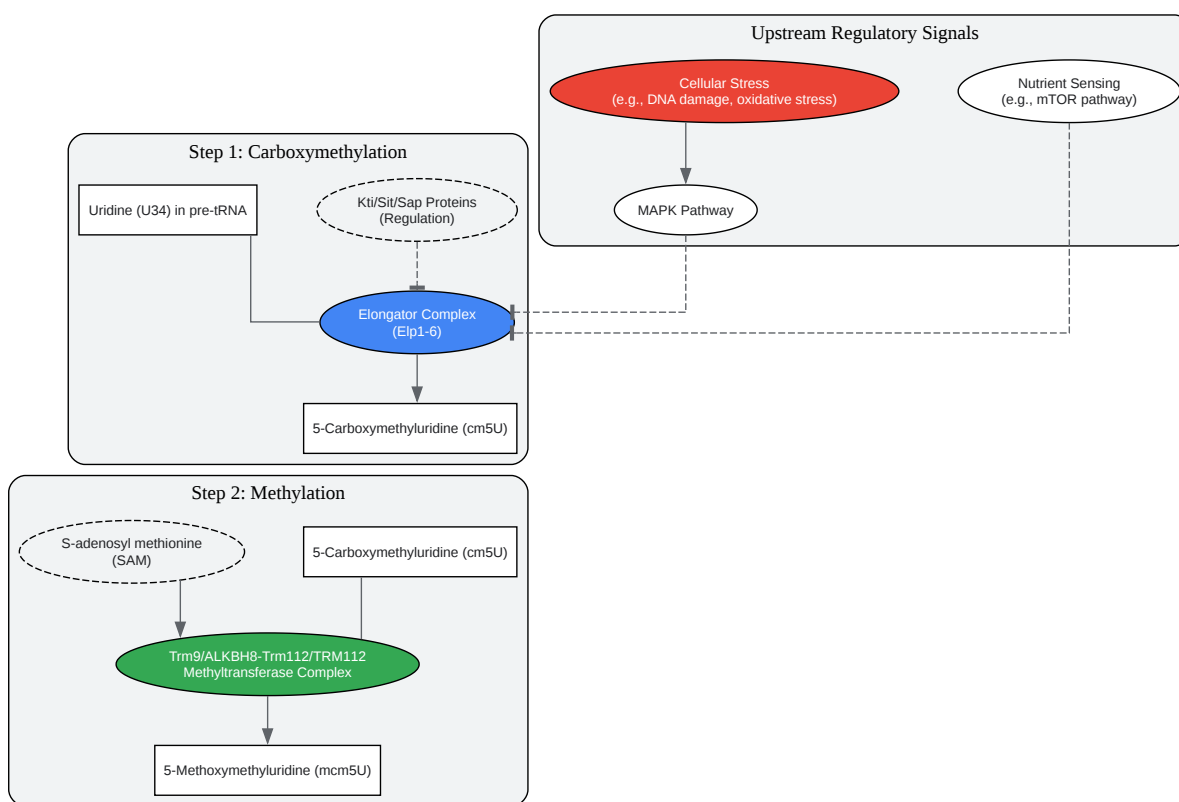 Upstream Regulatory Signals
Cellular Stress
(e.g., DNA damage, oxidative stress)
Nutrient Sensing
(e.g., mTOR pathway)
MAPK Pathway
Step 1: Carboxymethylation
Uridine (U34) in pre-tRNA
Kti/Sit/Sap Proteins
(Regulation)
Elongator Complex
(Elp1-6)
5-Carboxymethyluridine (cm5U)
Step 2: Methylation
S-adenosyl methionine
(SAM)
5-Carboxymethyluridine (cm5U)
Trm9/ALKBH8-Trm112/TRM112
Methyltransferase Complex
5-Methoxymethyluridine (mcm5U)